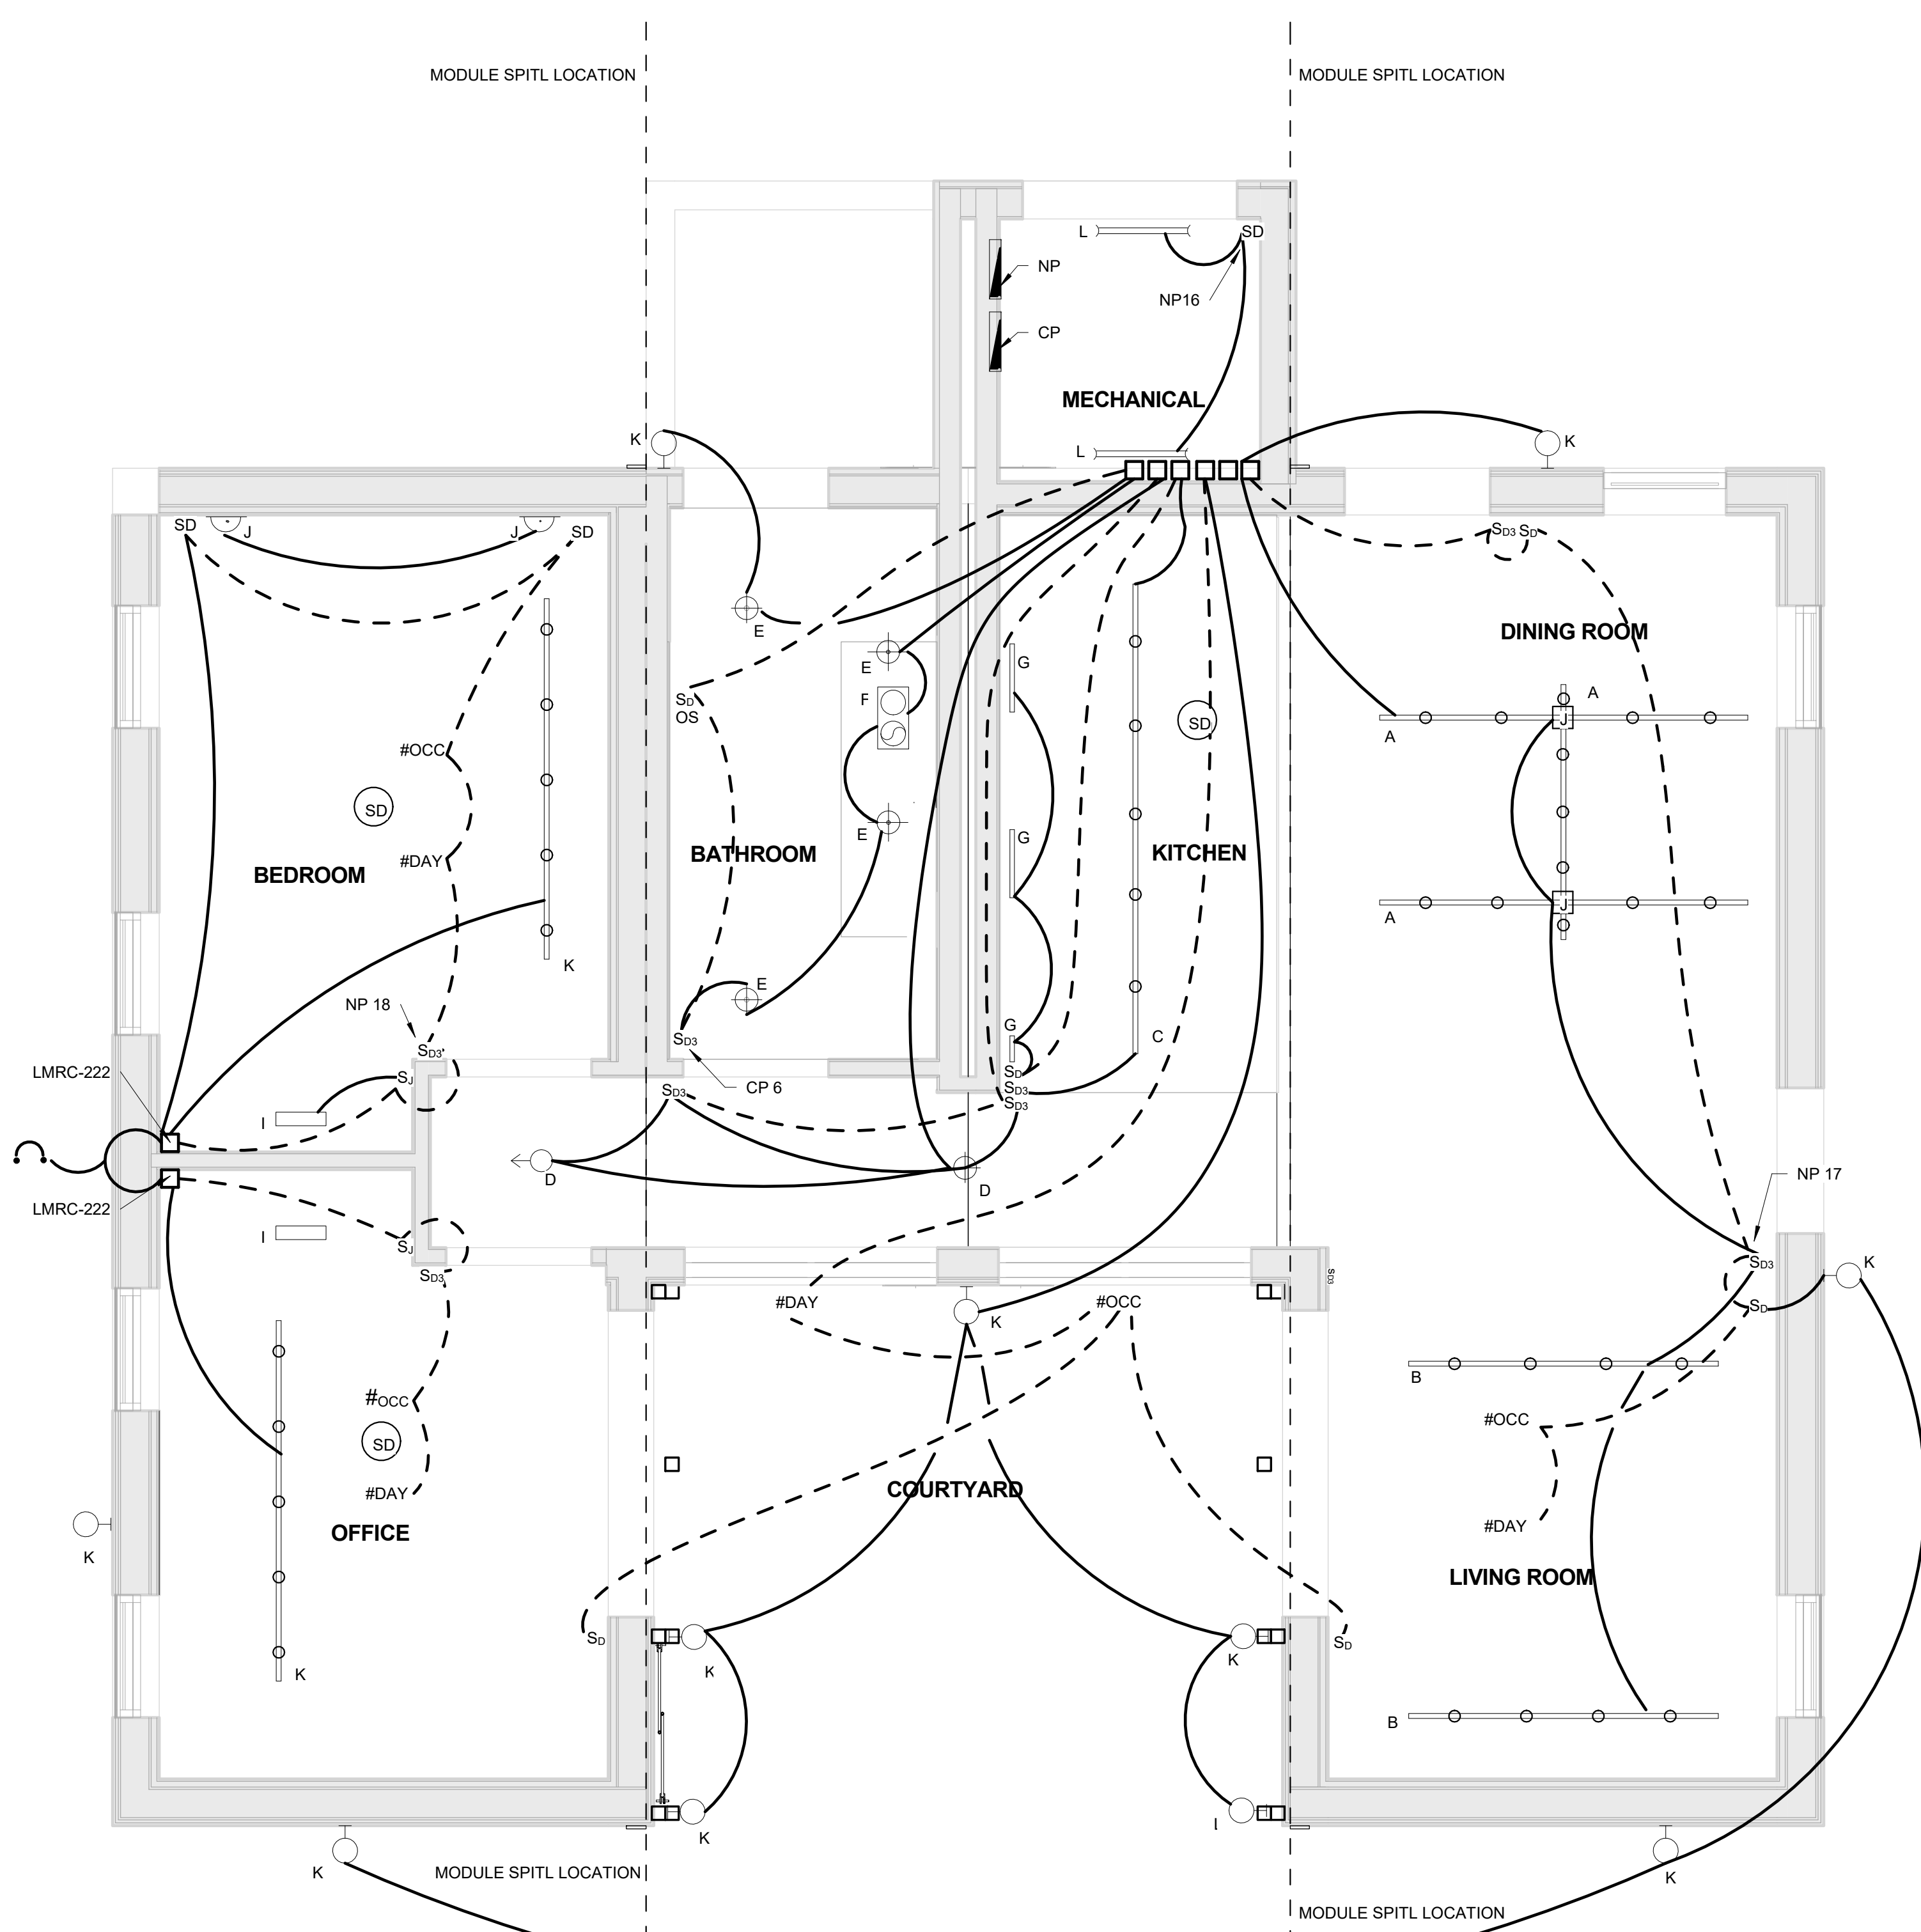 MODULE SPITL LOCATION
MODULE SPITL LOCATION
L
SD
NP
NP16
CP
MECHANICAL
K
K
L
SD
J
J
SD
SD3 SD
E
DINING ROOM
E
G
F
SD
OS
A
SD
J
A
#OCC
SD
E
G
#DAY
BEDROOM
BATHROOM
KITCHEN
J
A
K
E
NP 18
G
C
SD3
SD3
LMRC-222
SJ
SD
CP 6
SD3
SD3
SD3
I
D
D
NP 17
LMRC-222
I
SJ
SD3
SD3
SD3
K
#DAY
#OCC
K
SD
B
#OCC
#OCC
SD
#DAY
COURTYARD
#DAY
OFFICE
K
LIVING ROOM
SD
SD
K
K
K
B
K
K
MODULE SPITL LOCATION
K
MODULE SPITL LOCATION